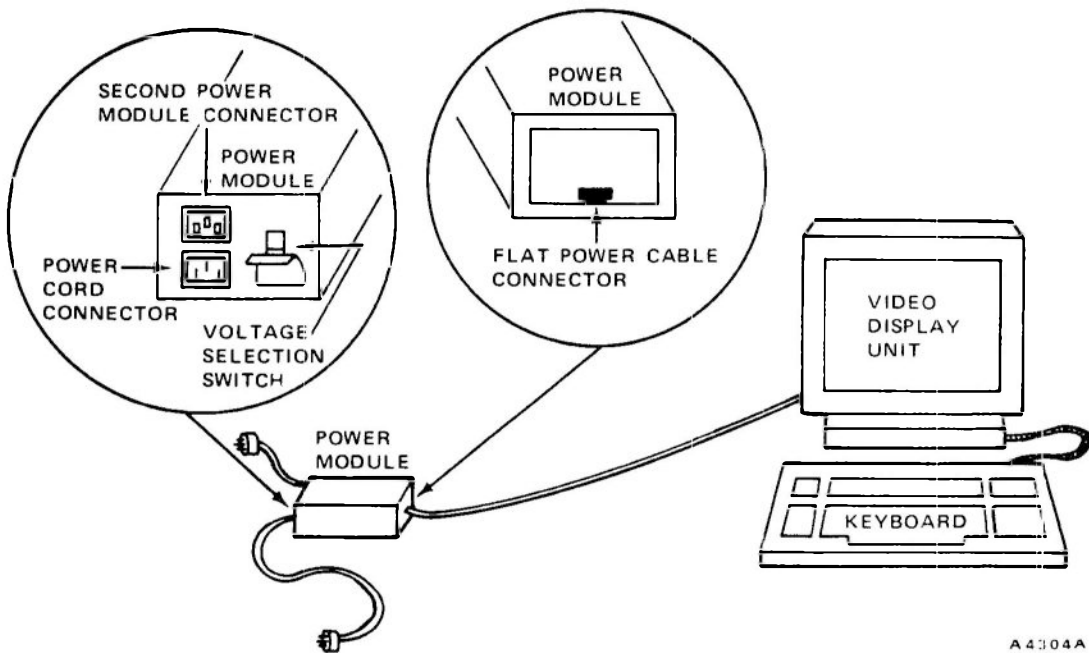 SECOND POWER
MODULE CONNECTOR
POWER
MODULE
POWER
CORD
CONNECTOR
VOLTAGE
SELECTION
SWITCH
POWER
MODULE
FLAT POWER CABLE
CONNECTOR
VIDEO
DISPLAY
UNIT
POWER
MODULE
KEYBOARD
A4304A